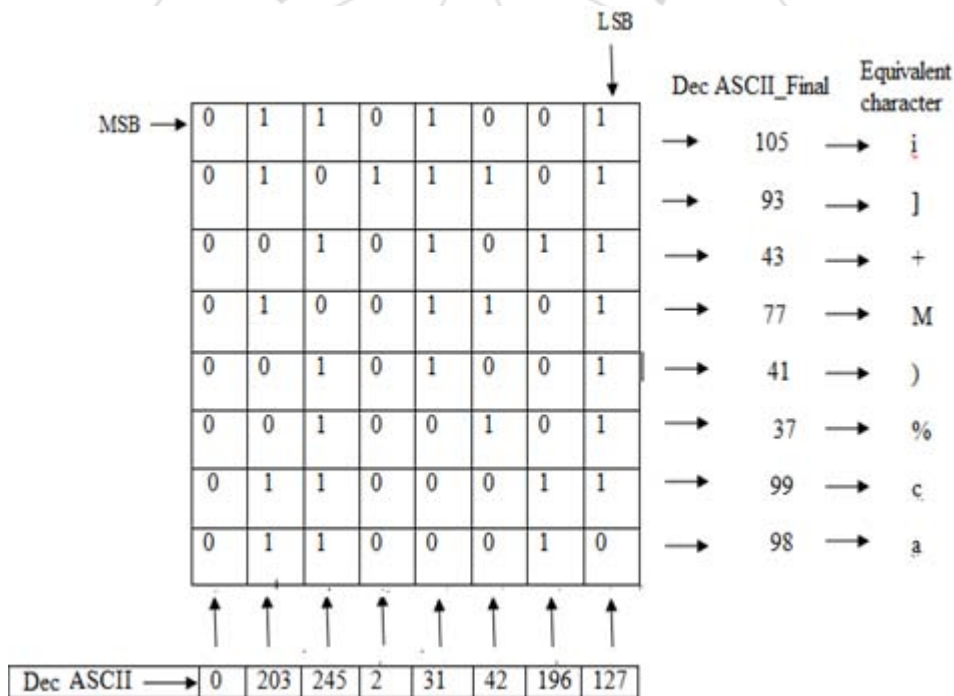 LSB
Dec ASCII_Final Equivalent character
MSB 0 1 1 0 1 0 0 1 105 i
0 1 0 1 1 1 0 1 93 ]
0 0 1 0 1 0 1 1 43 +
0 1 0 0 1 1 0 1 77 M
0 0 1 0 1 0 0 1 41 )
0 0 1 0 0 1 0 1 37 %
0 1 1 0 0 0 1 1 99 c
0 1 1 0 0 0 1 0 98 a
Dec ASCII 0 203 245 2 31 42 196 127